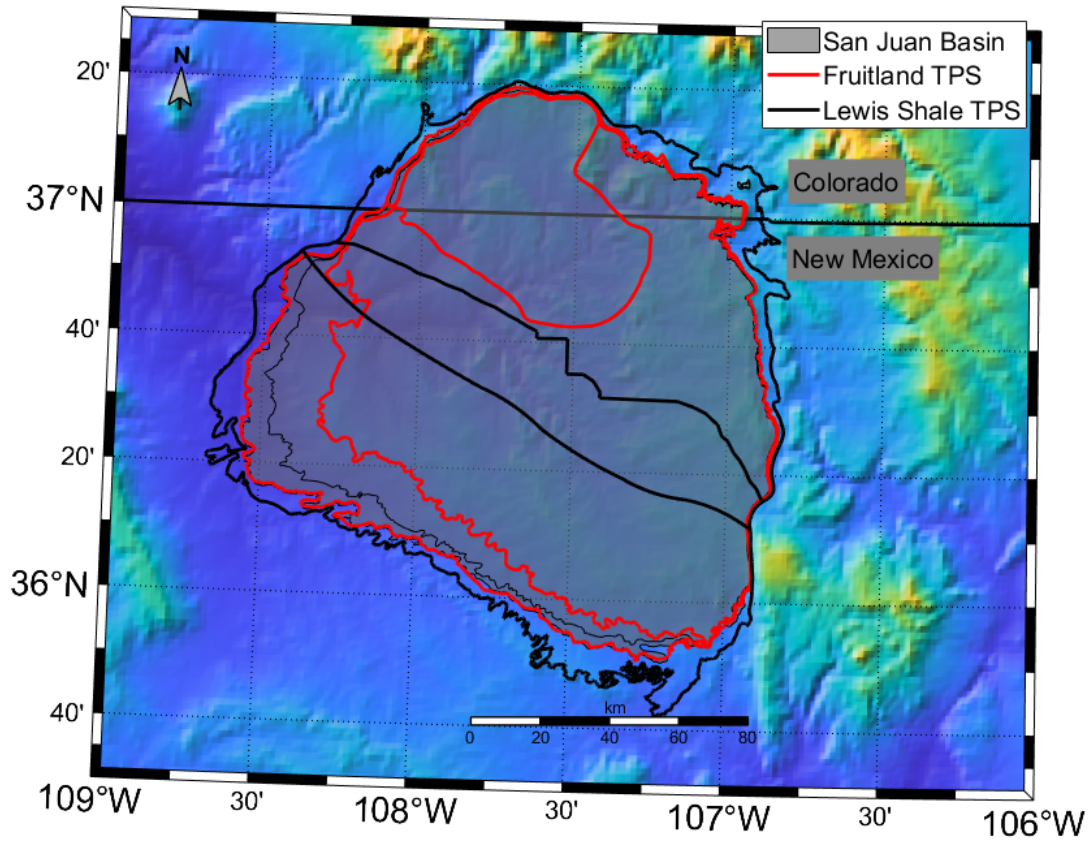 San Juan Basin
Fruitland TPS
Lewis Shale TPS
N
20'
Colorado
37°N
New Mexico
40'
20'
36°N
40'
km
0 20 40 60 80
109°W 30' 108°W 30' 107°W 30' 106°W